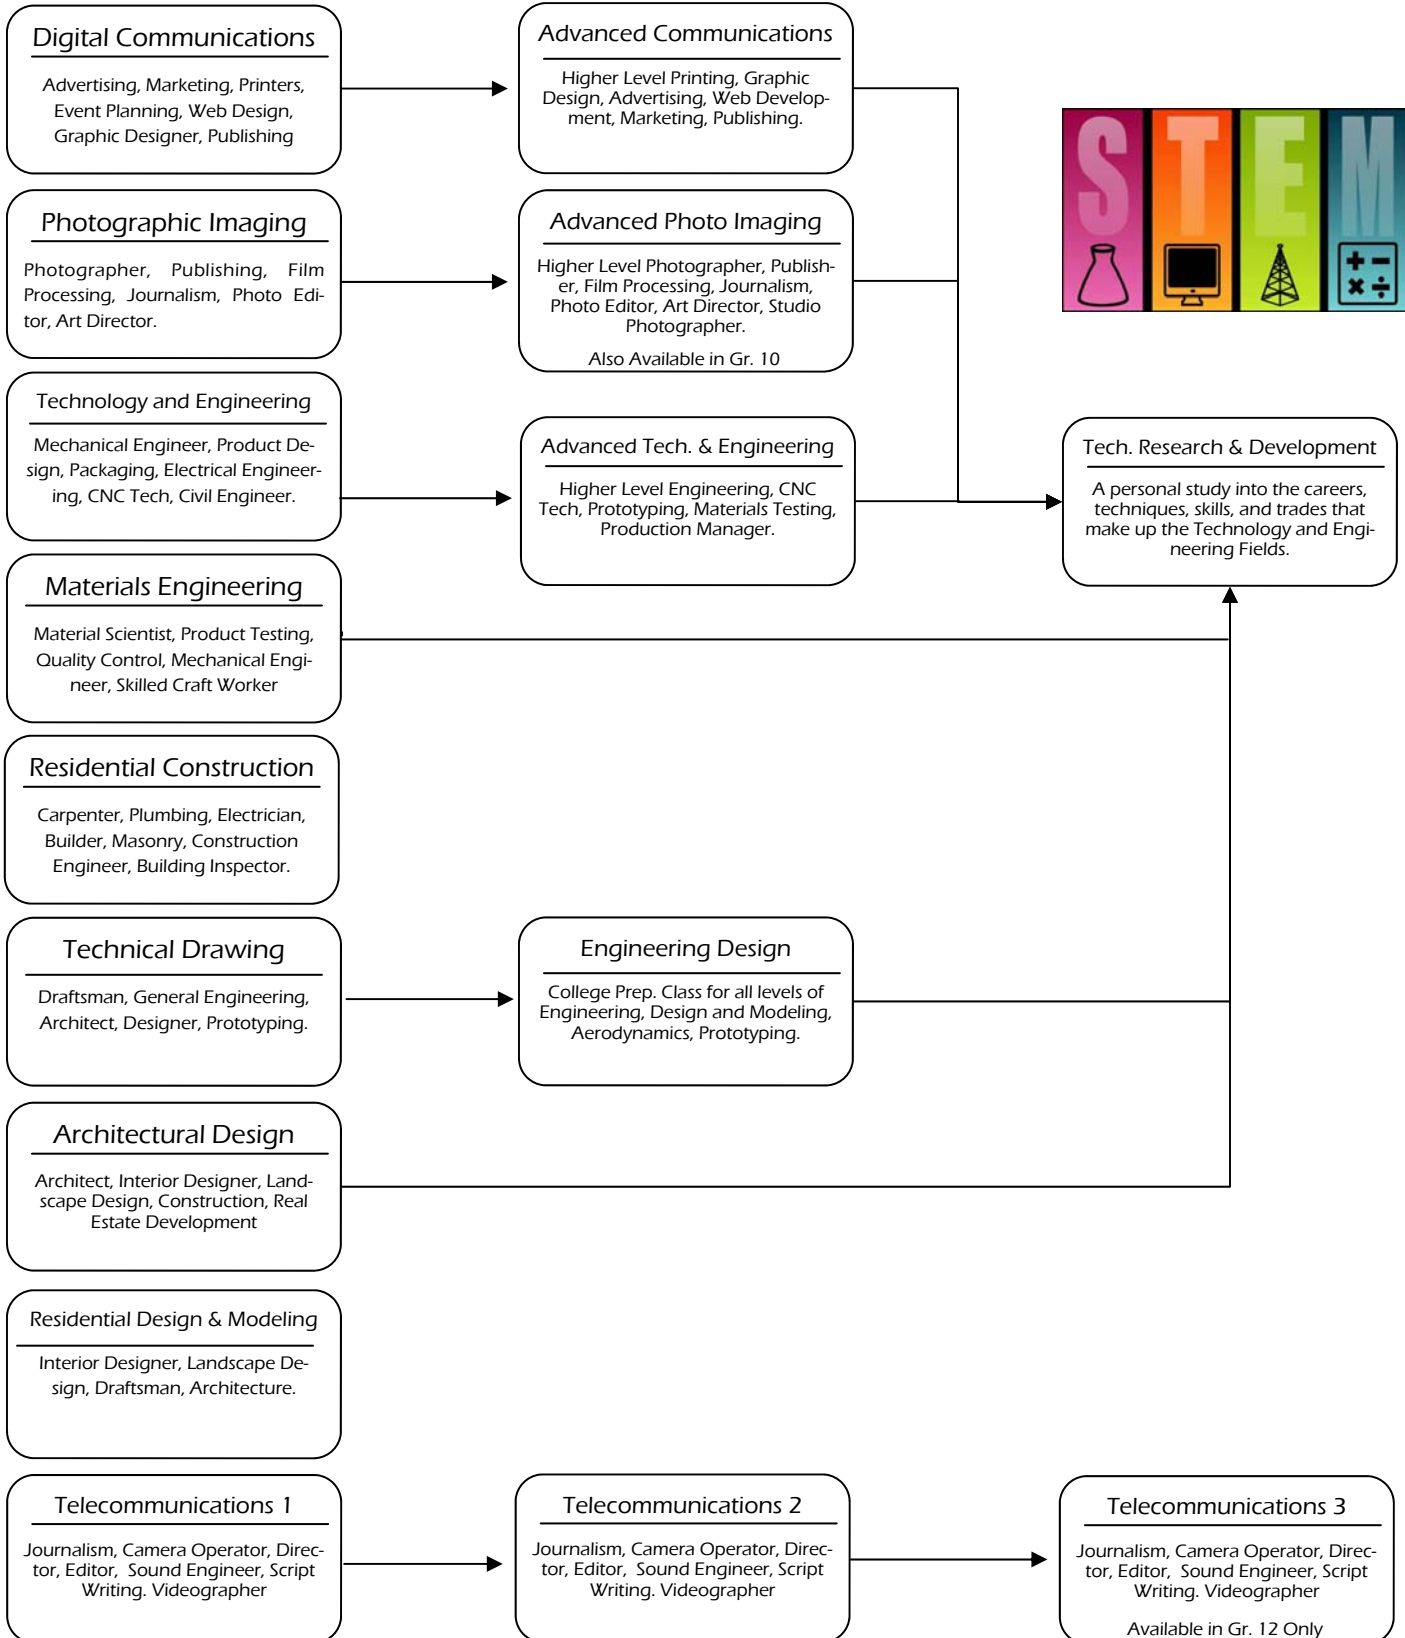 Digital Communications
Advertising, Marketing, Printers,
Event Planning, Web Design,
Graphic Designer, Publishing
Advanced Communications
Higher Level Printing, Graphic
Design, Advertising, Web Develop-
ment, Marketing, Publishing.
STEM
Photographic Imaging
Photographer, Publishing, Film
Processing, Journalism, Photo Edi-
tor, Art Director.
Advanced Photo Imaging
Higher Level Photographer, Publish-
er, Film Processing, Journalism,
Photo Editor, Art Director, Studio
Photographer.
Also Available in Gr. 10
Technology and Engineering
Mechanical Engineer, Product De-
sign, Packaging, Electrical Engineer-
ing, CNC Tech, Civil Engineer.
Advanced Tech. & Engineering
Higher Level Engineering, CNC
Tech, Prototyping, Materials Testing,
Production Manager.
Tech. Research & Development
A personal study into the careers,
techniques, skills, and trades that
make up the Technology and Engi-
neering Fields.
Materials Engineering
Material Scientist, Product Testing,
Quality Control, Mechanical Engi-
neer, Skilled Craft Worker
Residential Construction
Carpenter, Plumbing, Electrician,
Builder, Masonry, Construction
Engineer, Building Inspector.
Technical Drawing
Draftsman, General Engineering,
Architect, Designer, Prototyping.
Engineering Design
College Prep. Class for all levels of
Engineering, Design and Modeling,
Aerodynamics, Prototyping.
Architectural Design
Architect, Interior Designer, Land-
scape Design, Construction, Real
Estate Development
Residential Design & Modeling
Interior Designer, Landscape De-
sign, Draftsman, Architecture.
Telecommunications 1
Journalism, Camera Operator, Direc-
tor, Editor, Sound Engineer, Script
Writing. Videographer
Telecommunications 2
Journalism, Camera Operator, Direc-
tor, Editor, Sound Engineer, Script
Writing. Videographer
Telecommunications 3
Journalism, Camera Operator, Direc-
tor, Editor, Sound Engineer, Script
Writing. Videographer
Available in Gr. 12 Only